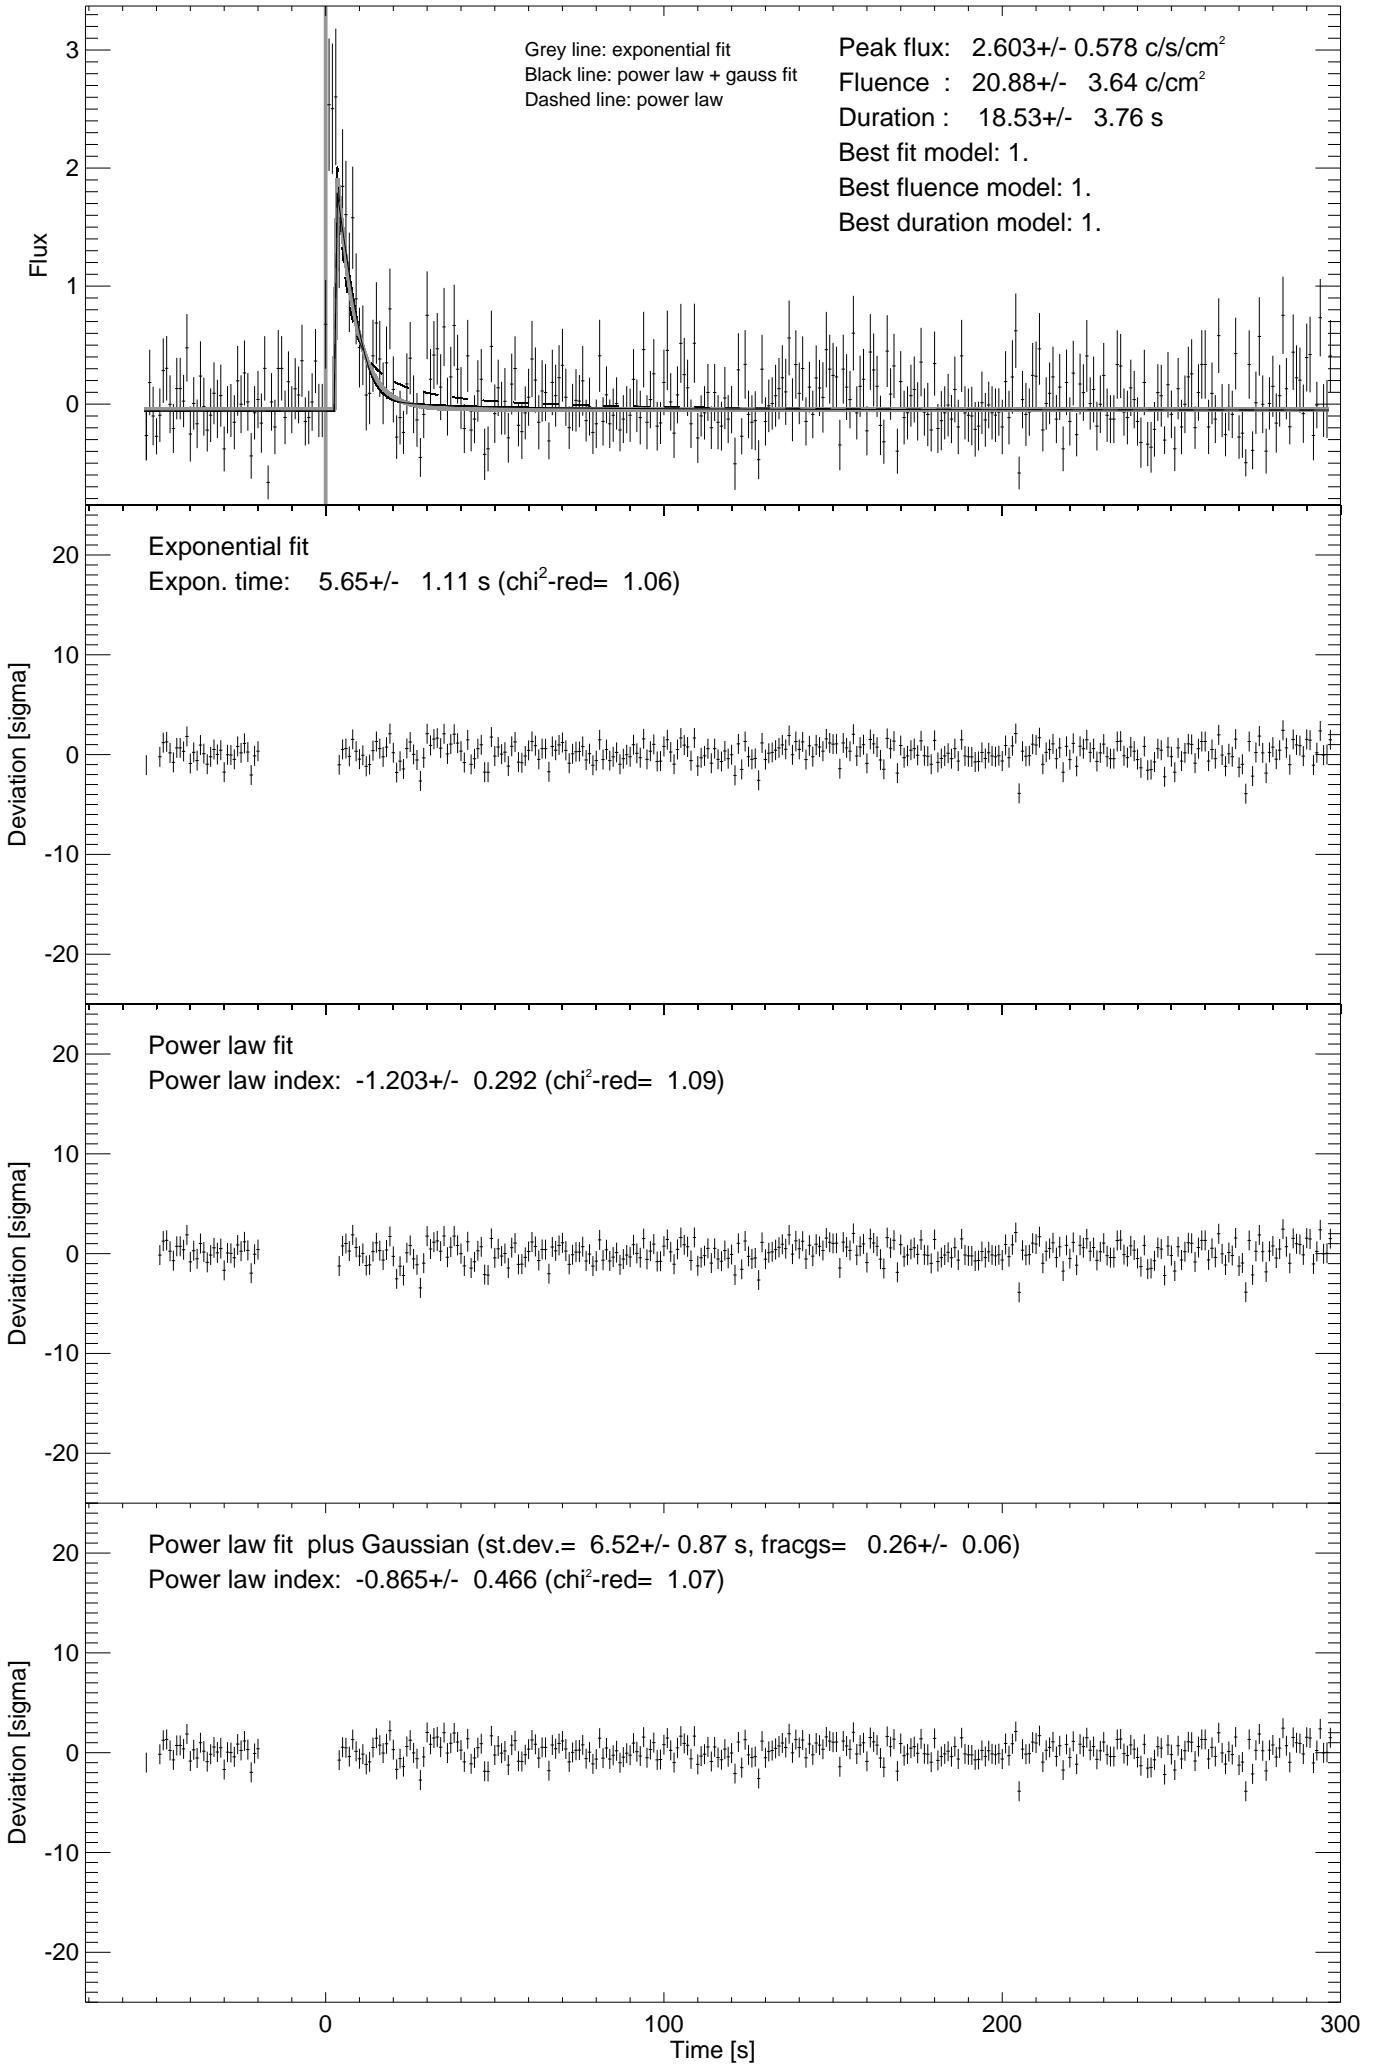 Grey line: exponential fit
Black line: power law + gauss fit
Dashed line: power law
Peak flux: 2.603+/- 0.578 c/s/cm²
Fluence : 20.88+/- 3.64 c/cm²
Duration : 18.53+/- 3.76 s
Best fit model: 1.
Best fluence model: 1.
Best duration model: 1.
Flux
3
2
1
0
Exponential fit
Expon. time: 5.65+/- 1.11 s (chi²-red= 1.06)
Deviation [sigma]
20
10
0
-10
-20
Power law fit
Power law index: -1.203+/- 0.292 (chi²-red= 1.09)
Deviation [sigma]
20
10
0
-10
-20
Power law fit plus Gaussian (st.dev.= 6.52+/- 0.87 s, fracgs= 0.26+/- 0.06)
Power law index: -0.865+/- 0.466 (chi²-red= 1.07)
Deviation [sigma]
20
10
0
-10
-20
0 100 200 300
Time [s]